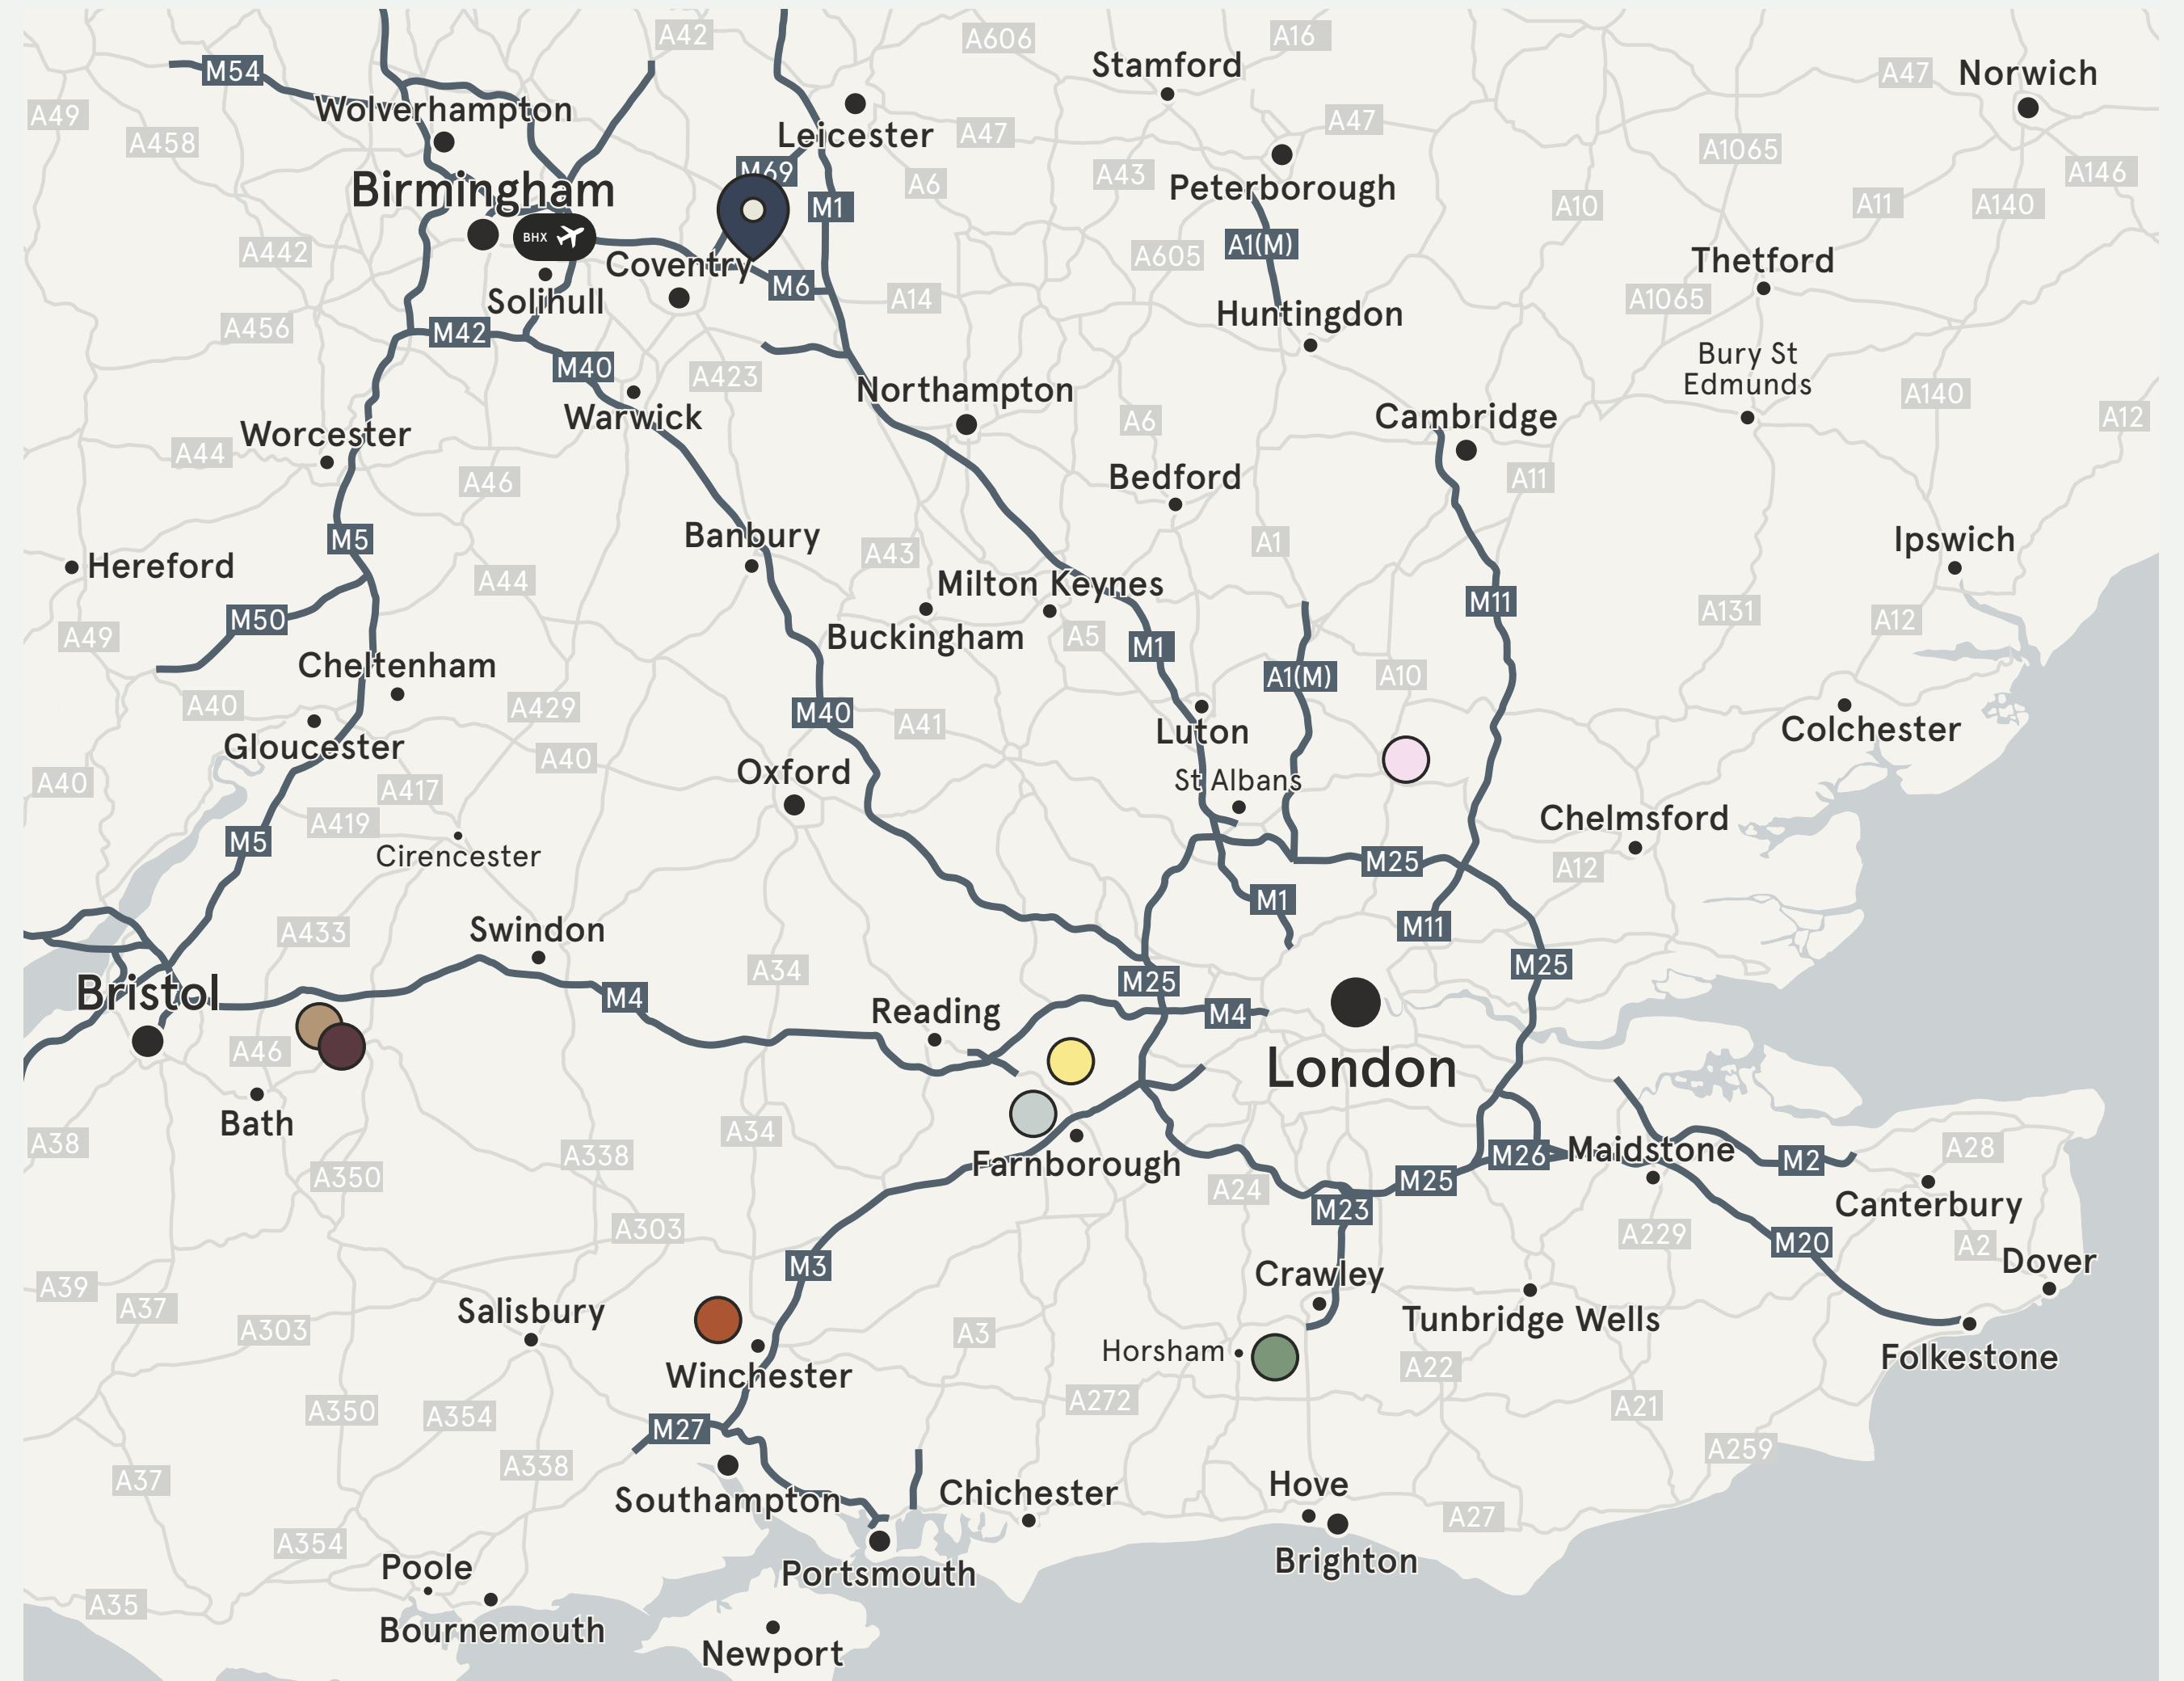 A42
A606
A16
Stamford
A47
Norwich
M54
Wolverhampton
A49
A458
Leicester
A47
A47
A1065
A146
M69
A6
A43
Peterborough
A10
A11
A140
Birmingham
M1
BHX
A442
Coventry
A605
A1(M)
Thetford
Solihull
M6
A14
A1065
A456
M42
Huntingdon
Bury St
Edmunds
M40
A423
Northampton
A140
Warwick
A6
Cambridge
A12
Worcester
A44
A46
Bedford
A11
M5
Banbury
A43
A1
Ipswich
Hereford
A44
Milton Keynes
M11
M50
A49
Buckingham
A5
M1
A131
A12
Cheltenham
A1(M)
A10
A40
A429
M40
A41
Luton
Colchester
Gloucester
A40
A40
A417
Oxford
St Albans
A419
M5
Cirencester
Chelmsford
M25
A12
M1
A433
Swindon
M11
M25
A34
M25
Bristol
M4
Reading
M4
A46
London
Bath
A38
A34
A338
Farnborough
A350
M26
Maidstone
M2
A28
A24
M25
Canterbury
A303
M23
A229
M20
A2
Dover
M3
Crawley
A39
A37
Salisbury
A303
A3
Tunbridge Wells
Horsham
Folkestone
Winchester
A22
A272
A350
A354
M27
A21
A259
A338
A37
Southampton
Chichester
Hove
A27
A354
Poole
Portsmouth
Brighton
A35
Bournemouth
Newport